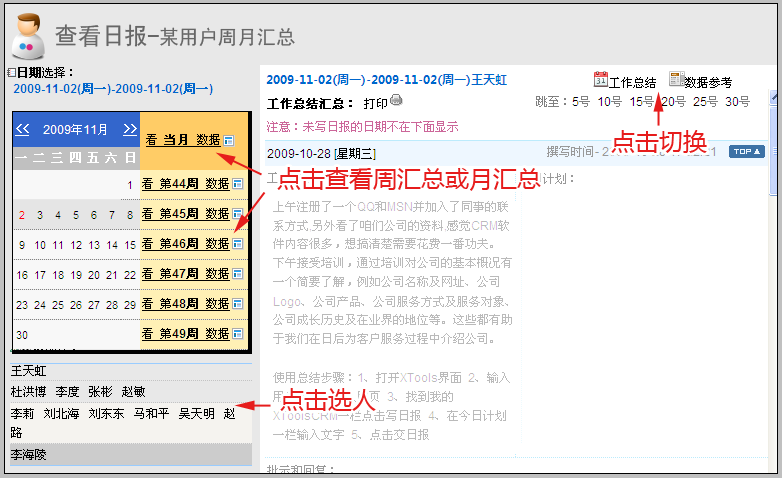 查看日报-某用户周月汇总
日期选择：
2009-11-02(周一)-2009-11-02(周一)
<< 2009年11月 >>
看 当月 数据
一 二 三 四 五 六 日
1
看 第44周 数据
2 3 4 5 6 7 8
看 第45周 数据
9 10 11 12 13 14 15
看 第46周 数据
16 17 18 19 20 21 22
看 第47周 数据
23 24 25 26 27 28 29
看 第48周 数据
30
看 第49周 数据
王天虹
杜洪博 李度 张彬 赵敏
李莉 刘北海 刘东东 马和平 吴天明 赵
路
李海陵
2009-11-02(周一)-2009-11-02(周一)王天虹
工作总结 数据参考
工作总结汇总： 打印
跳至：5号 10号 15号 20号 25号 30号
注意：未写日报的日期不在下面显示
点击切换
2009-10-28 [星期三]
撰写时间-
TOP
点击查看周汇总或月汇总
计划：
上午注册了一个QQ和MSN并加入了同事的联
系方式,另外看了咱们公司的资料,感觉CRM软
件内容很多，想搞清楚需要花费一番功夫。
下午接受培训，通过培训对公司的基本概况有
一个简要了解，例如公司名称及网址、公司
Logo、公司产品、公司服务方式及服务对象、
公司成长历史及在业界的地位等。这些都有助
于我们在日后为客户服务过程中介绍公司。
使用总结步骤：1、打开XTools界面 2、输入
用 页 3、找到我的
XToolsCRM一栏点击写日报 4、在今日计划
一栏输入文字 5、点击交日报
点击选人
批示和回复：